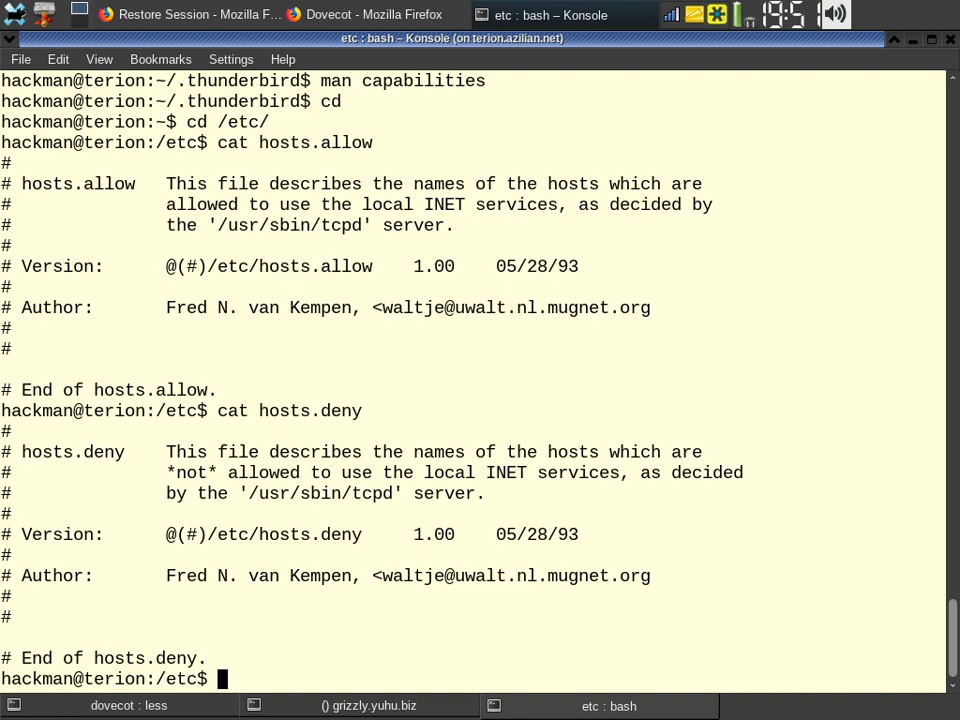 Restore Session - Mozilla F... Dovecot - Mozilla Firefox etc : bash – Konsole 19:5
etc : bash – Konsole (on terion.azilian.net)
File Edit View Bookmarks Settings Help
hackman@terion:~/.thunderbird$ man capabilities
hackman@terion:~/.thunderbird$ cd
hackman@terion:~$ cd /etc/
hackman@terion:/etc$ cat hosts.allow
#
# hosts.allow   This file describes the names of the hosts which are
#               allowed to use the local INET services, as decided by
#               the '/usr/sbin/tcpd' server.
#
# Version:      @(#)/etc/hosts.allow    1.00    05/28/93
#
# Author:       Fred N. van Kempen, <waltje@uwalt.nl.mugnet.org
#
#

# End of hosts.allow.
hackman@terion:/etc$ cat hosts.deny
#
# hosts.deny    This file describes the names of the hosts which are
#               *not* allowed to use the local INET services, as decided
#               by the '/usr/sbin/tcpd' server.
#
# Version:      @(#)/etc/hosts.deny     1.00    05/28/93
#
# Author:       Fred N. van Kempen, <waltje@uwalt.nl.mugnet.org
#
#

# End of hosts.deny.
hackman@terion:/etc$
dovecot : less () grizzly.yuhu.biz etc : bash